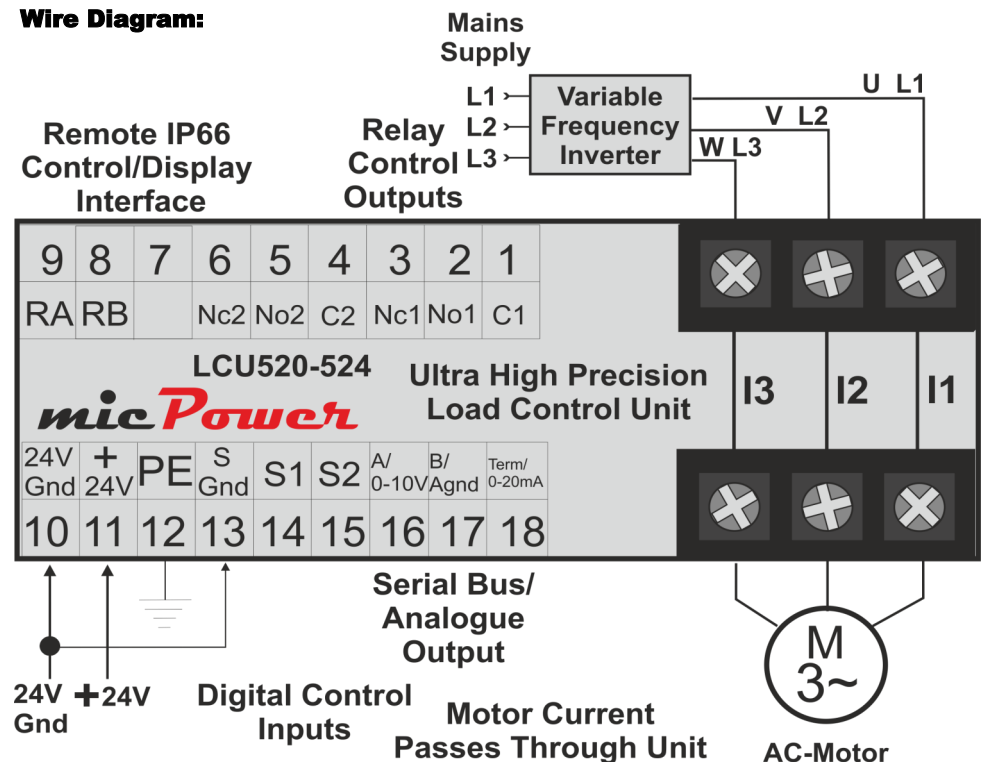 Wire Diagram:
Mains
Supply
L1
L2
L3
Variable
Frequency
Inverter
U L1
V L2
W L3
Remote IP66
Control/Display
Interface
Relay
Control
Outputs
9 8 7 6 5 4 3 2 1
RA RB Nc2 No2 C2 Nc1 No1 C1
LCU520-524
micPower
Ultra High Precision
Load Control Unit
I3 I2 I1
24V Gnd
+ 24V
PE
S Gnd
S1
S2
A/ 0-10V
B/ Agnd
Term/ 0-20mA
10 11 12 13 14 15 16 17 18
24V
Gnd
+24V
Digital Control
Inputs
Serial Bus/
Analogue
Output
Motor Current
Passes Through Unit
M
3~
AC-Motor